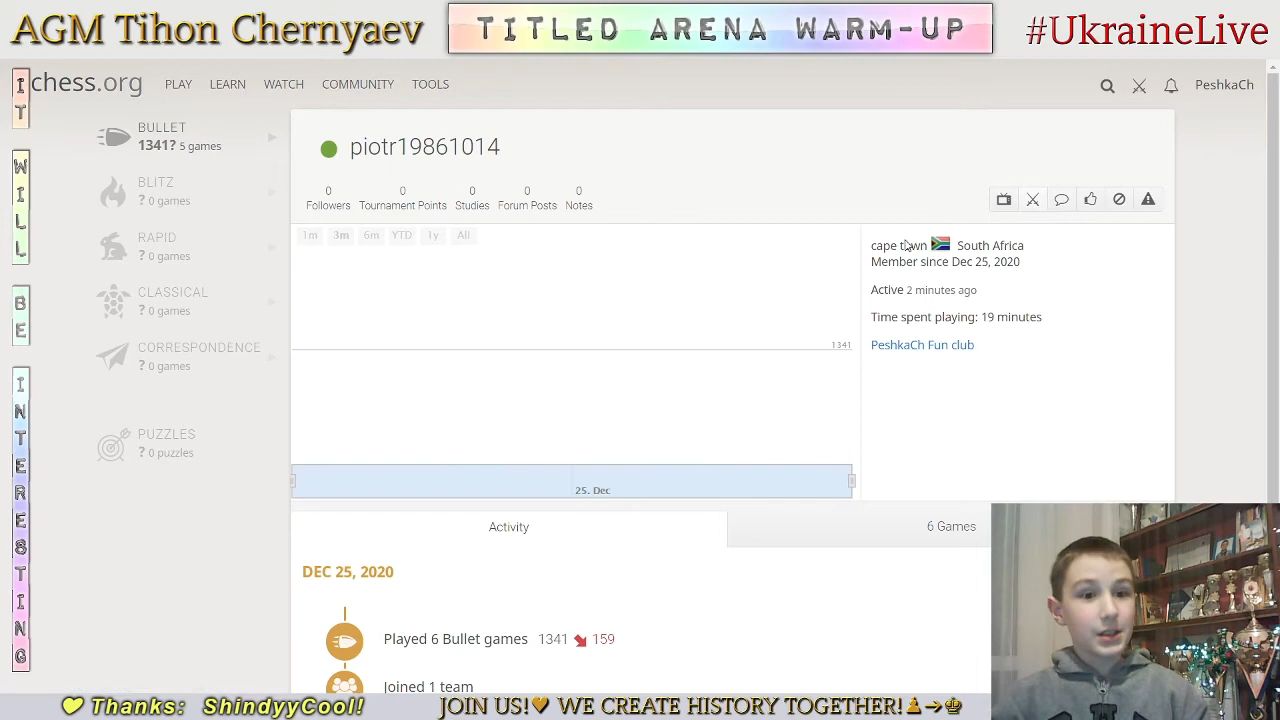 AGM Tihon Chernyaev
TITLED ARENA WARM-UP
#UkraineLive
IT WILL BE INTERESTING
chess.org
PLAY LEARN WATCH COMMUNITY TOOLS
PeshkaCh
BULLET
1341? 5 games
BLITZ
? 0 games
RAPID
? 0 games
CLASSICAL
? 0 games
CORRESPONDENCE
? 0 games
PUZZLES
? 0 puzzles
piotr19861014
0 0 0 0 0
Followers Tournament Points Studies Forum Posts Notes
1m 3m 6m YTD 1y All
1341
25. Dec
cape town South Africa
Member since Dec 25, 2020
Active 2 minutes ago
Time spent playing: 19 minutes
PeshkaCh Fun club
Activity
6 Games
DEC 25, 2020
Played 6 Bullet games 1341 159
Joined 1 team
Thanks: ShindyyCool!
JOIN US! WE CREATE HISTORY TOGETHER!